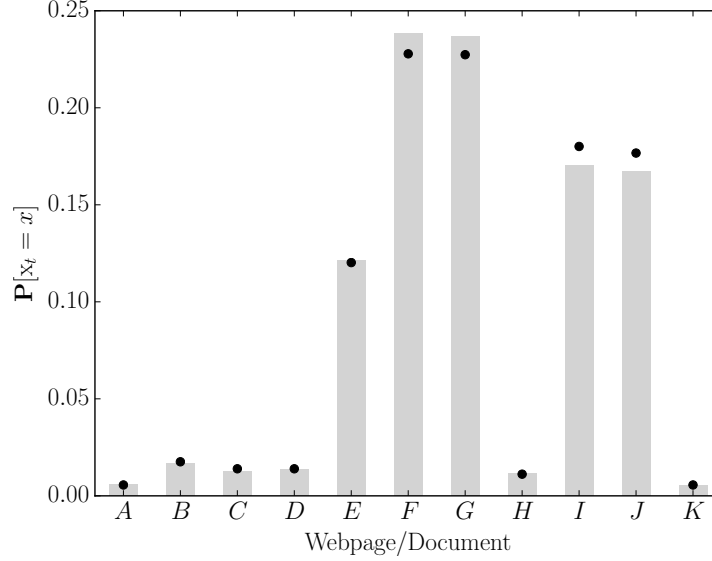 0.25
0.20
0.15
0.10
0.05
0.00
P[x_t = x]
A B C D E F G H I J K
Webpage/Document